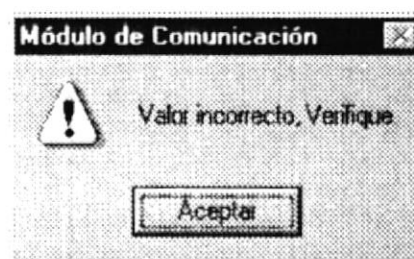 Módulo de Comunicación
Valor incorrecto, Verifique
Aceptar